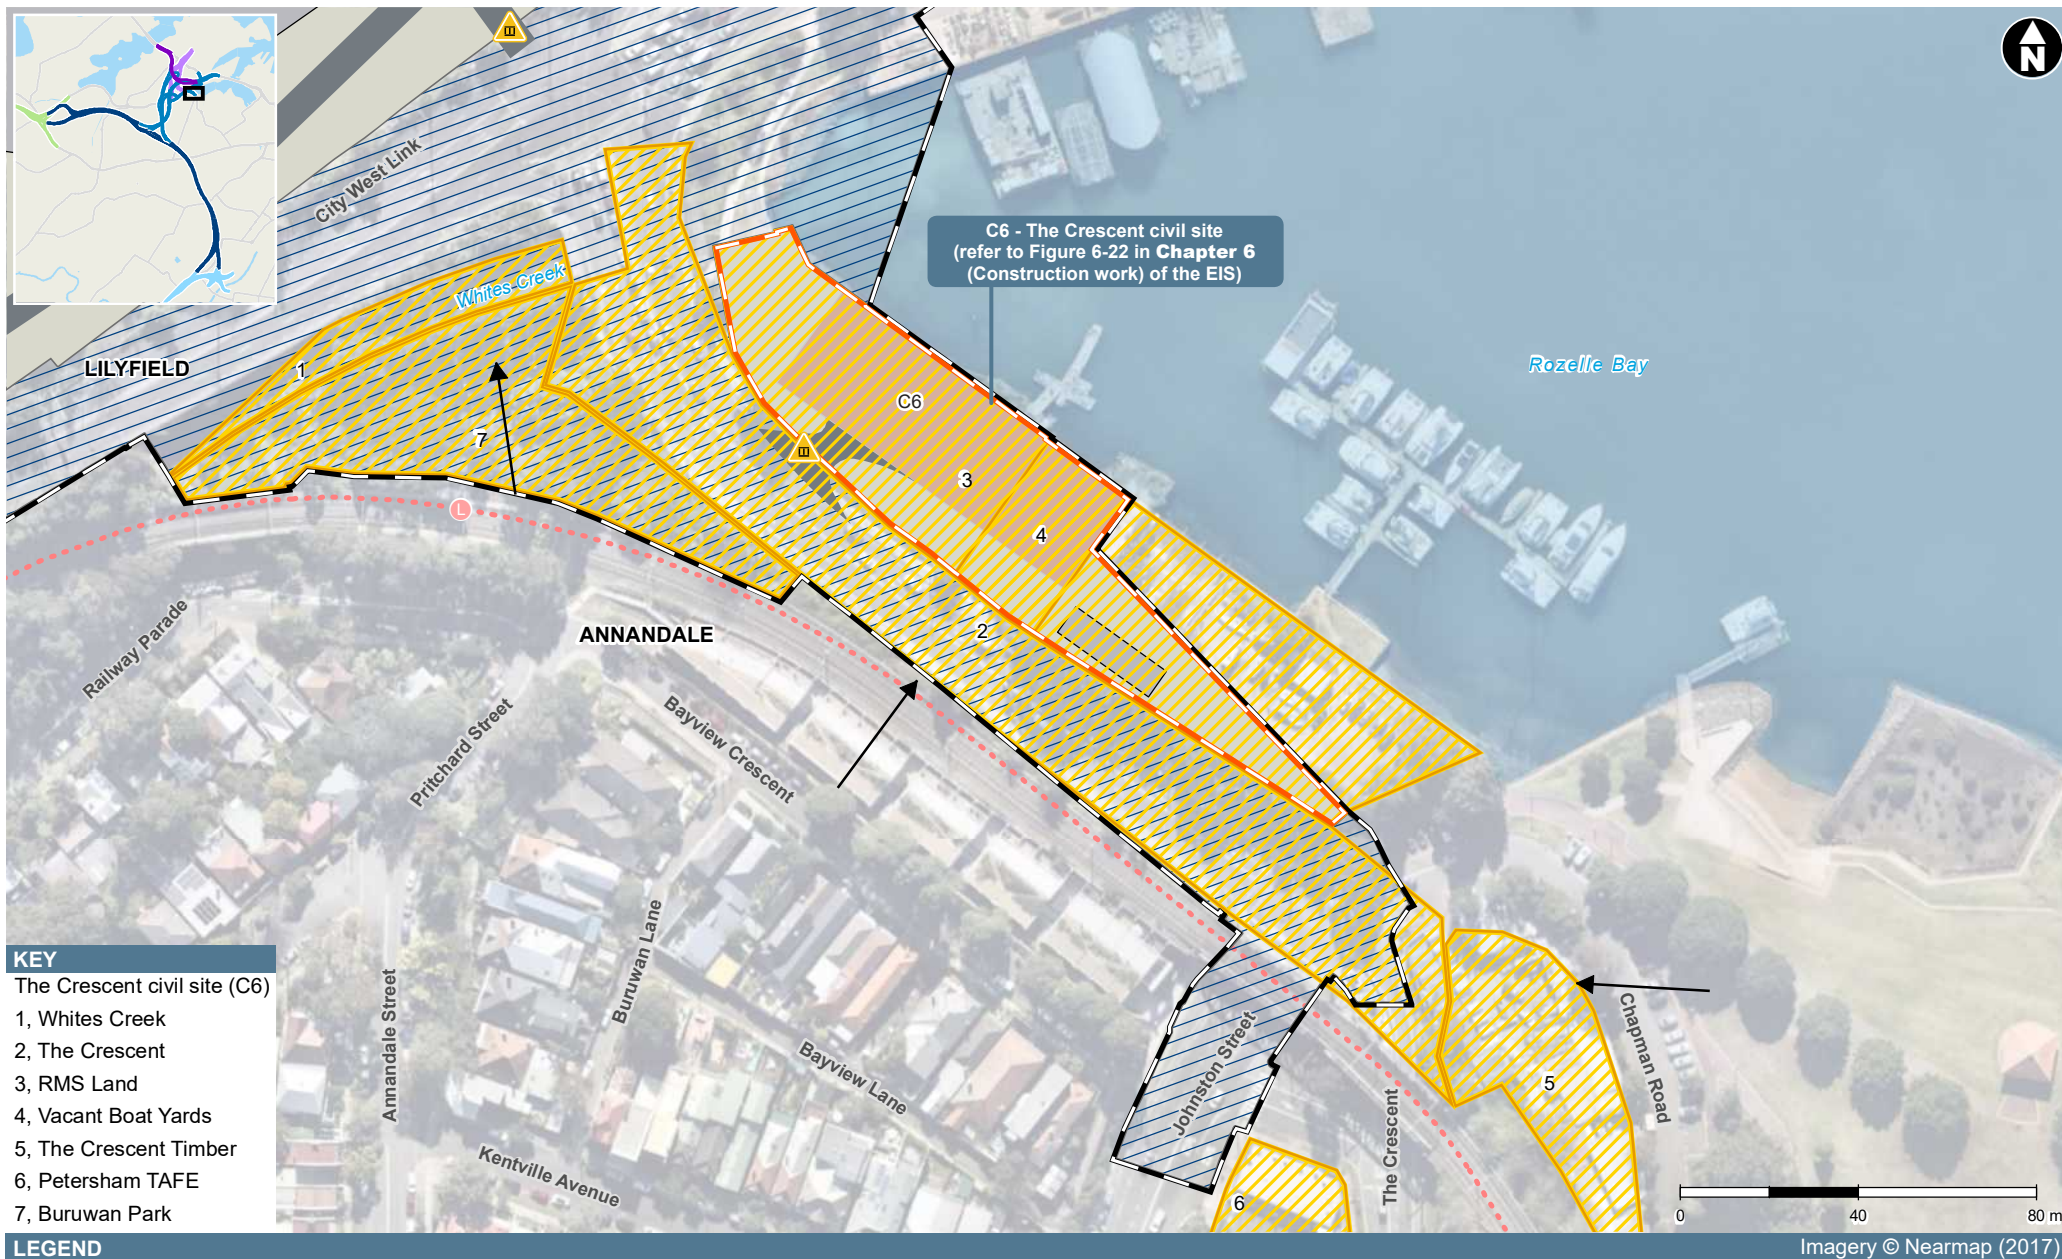 N
City West Link
C6 - The Crescent civil site
(refer to Figure 6-22 in Chapter 6
(Construction work) of the EIS)
Whites Creek
LILYFIELD
1
Rozelle Bay
C6
7
3
4
L
2
ANNANDALE
Railway Parade
Pritchard Street
Bayview Crescent
Buruwan Lane
Annandale Street
Bayview Lane
Johnston Street
Kentville Avenue
The Crescent
Chapman Road
5
6
KEY
The Crescent civil site (C6)
1, Whites Creek
2, The Crescent
3, RMS Land
4, Vacant Boat Yards
5, The Crescent Timber
6, Petersham TAFE
7, Buruwan Park
0 40 80 m
LEGEND
Imagery © Nearmap (2017)